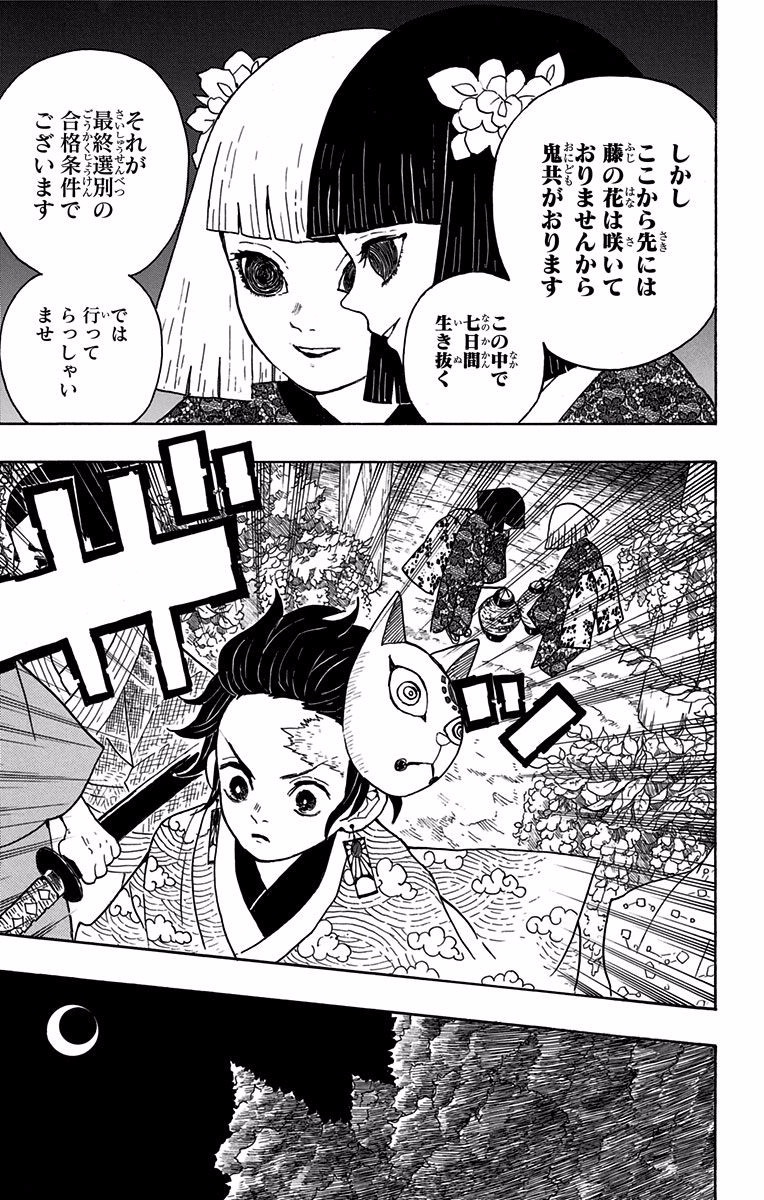 しかし
ここから先には
藤の花は咲いて
おりませんから
鬼共がおります
この中で
七日間
生き抜く
それが
最終選別の
合格条件で
ございます
では
行って
らっしゃい
ませ
ザッ